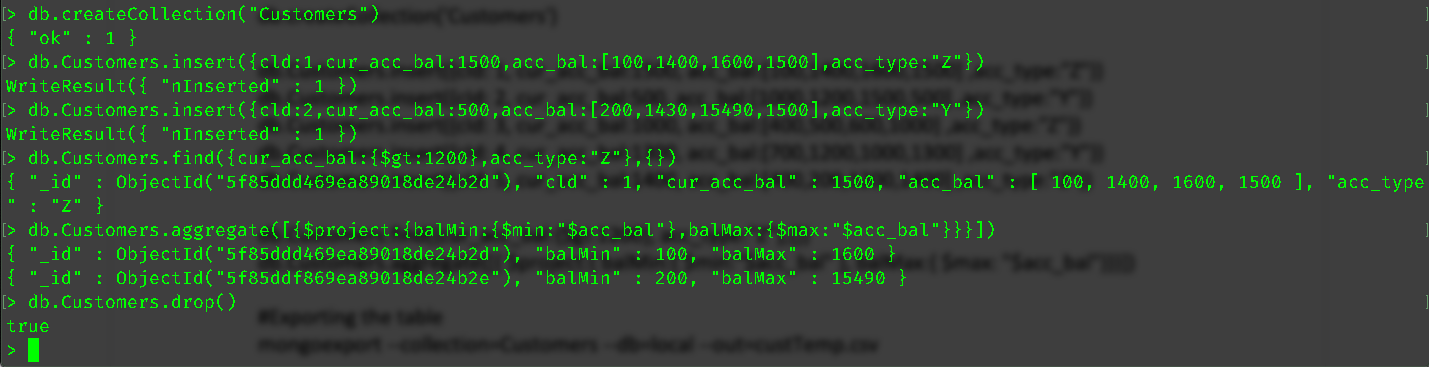 [> db.createCollection("Customers")
{ "ok" : 1 }
[> db.Customers.insert({cld:1,cur_acc_bal:1500,acc_bal:[100,1400,1600,1500],acc_type:"Z"})
WriteResult({ "nInserted" : 1 })
[> db.Customers.insert({cld:2,cur_acc_bal:500,acc_bal:[200,1430,15490,1500],acc_type:"Y"})
WriteResult({ "nInserted" : 1 })
[> db.Customers.find({cur_acc_bal:{$gt:1200},acc_type:"Z"},{})
{ "_id" : ObjectId("5f85ddd469ea89018de24b2d"), "cld" : 1, "cur_acc_bal" : 1500, "acc_bal" : [ 100, 1400, 1600, 1500 ], "acc_type
" : "Z" }
[> db.Customers.aggregate([{$project:{balMin:{$min:"$acc_bal"},balMax:{$max:"$acc_bal"}}}])
{ "_id" : ObjectId("5f85ddd469ea89018de24b2d"), "balMin" : 100, "balMax" : 1600 }
{ "_id" : ObjectId("5f85ddf869ea89018de24b2e"), "balMin" : 200, "balMax" : 15490 }
[> db.Customers.drop()
true
#Exporting the table
> 
mongoexport --collection=Customers --db=local --out=custTemp.csv